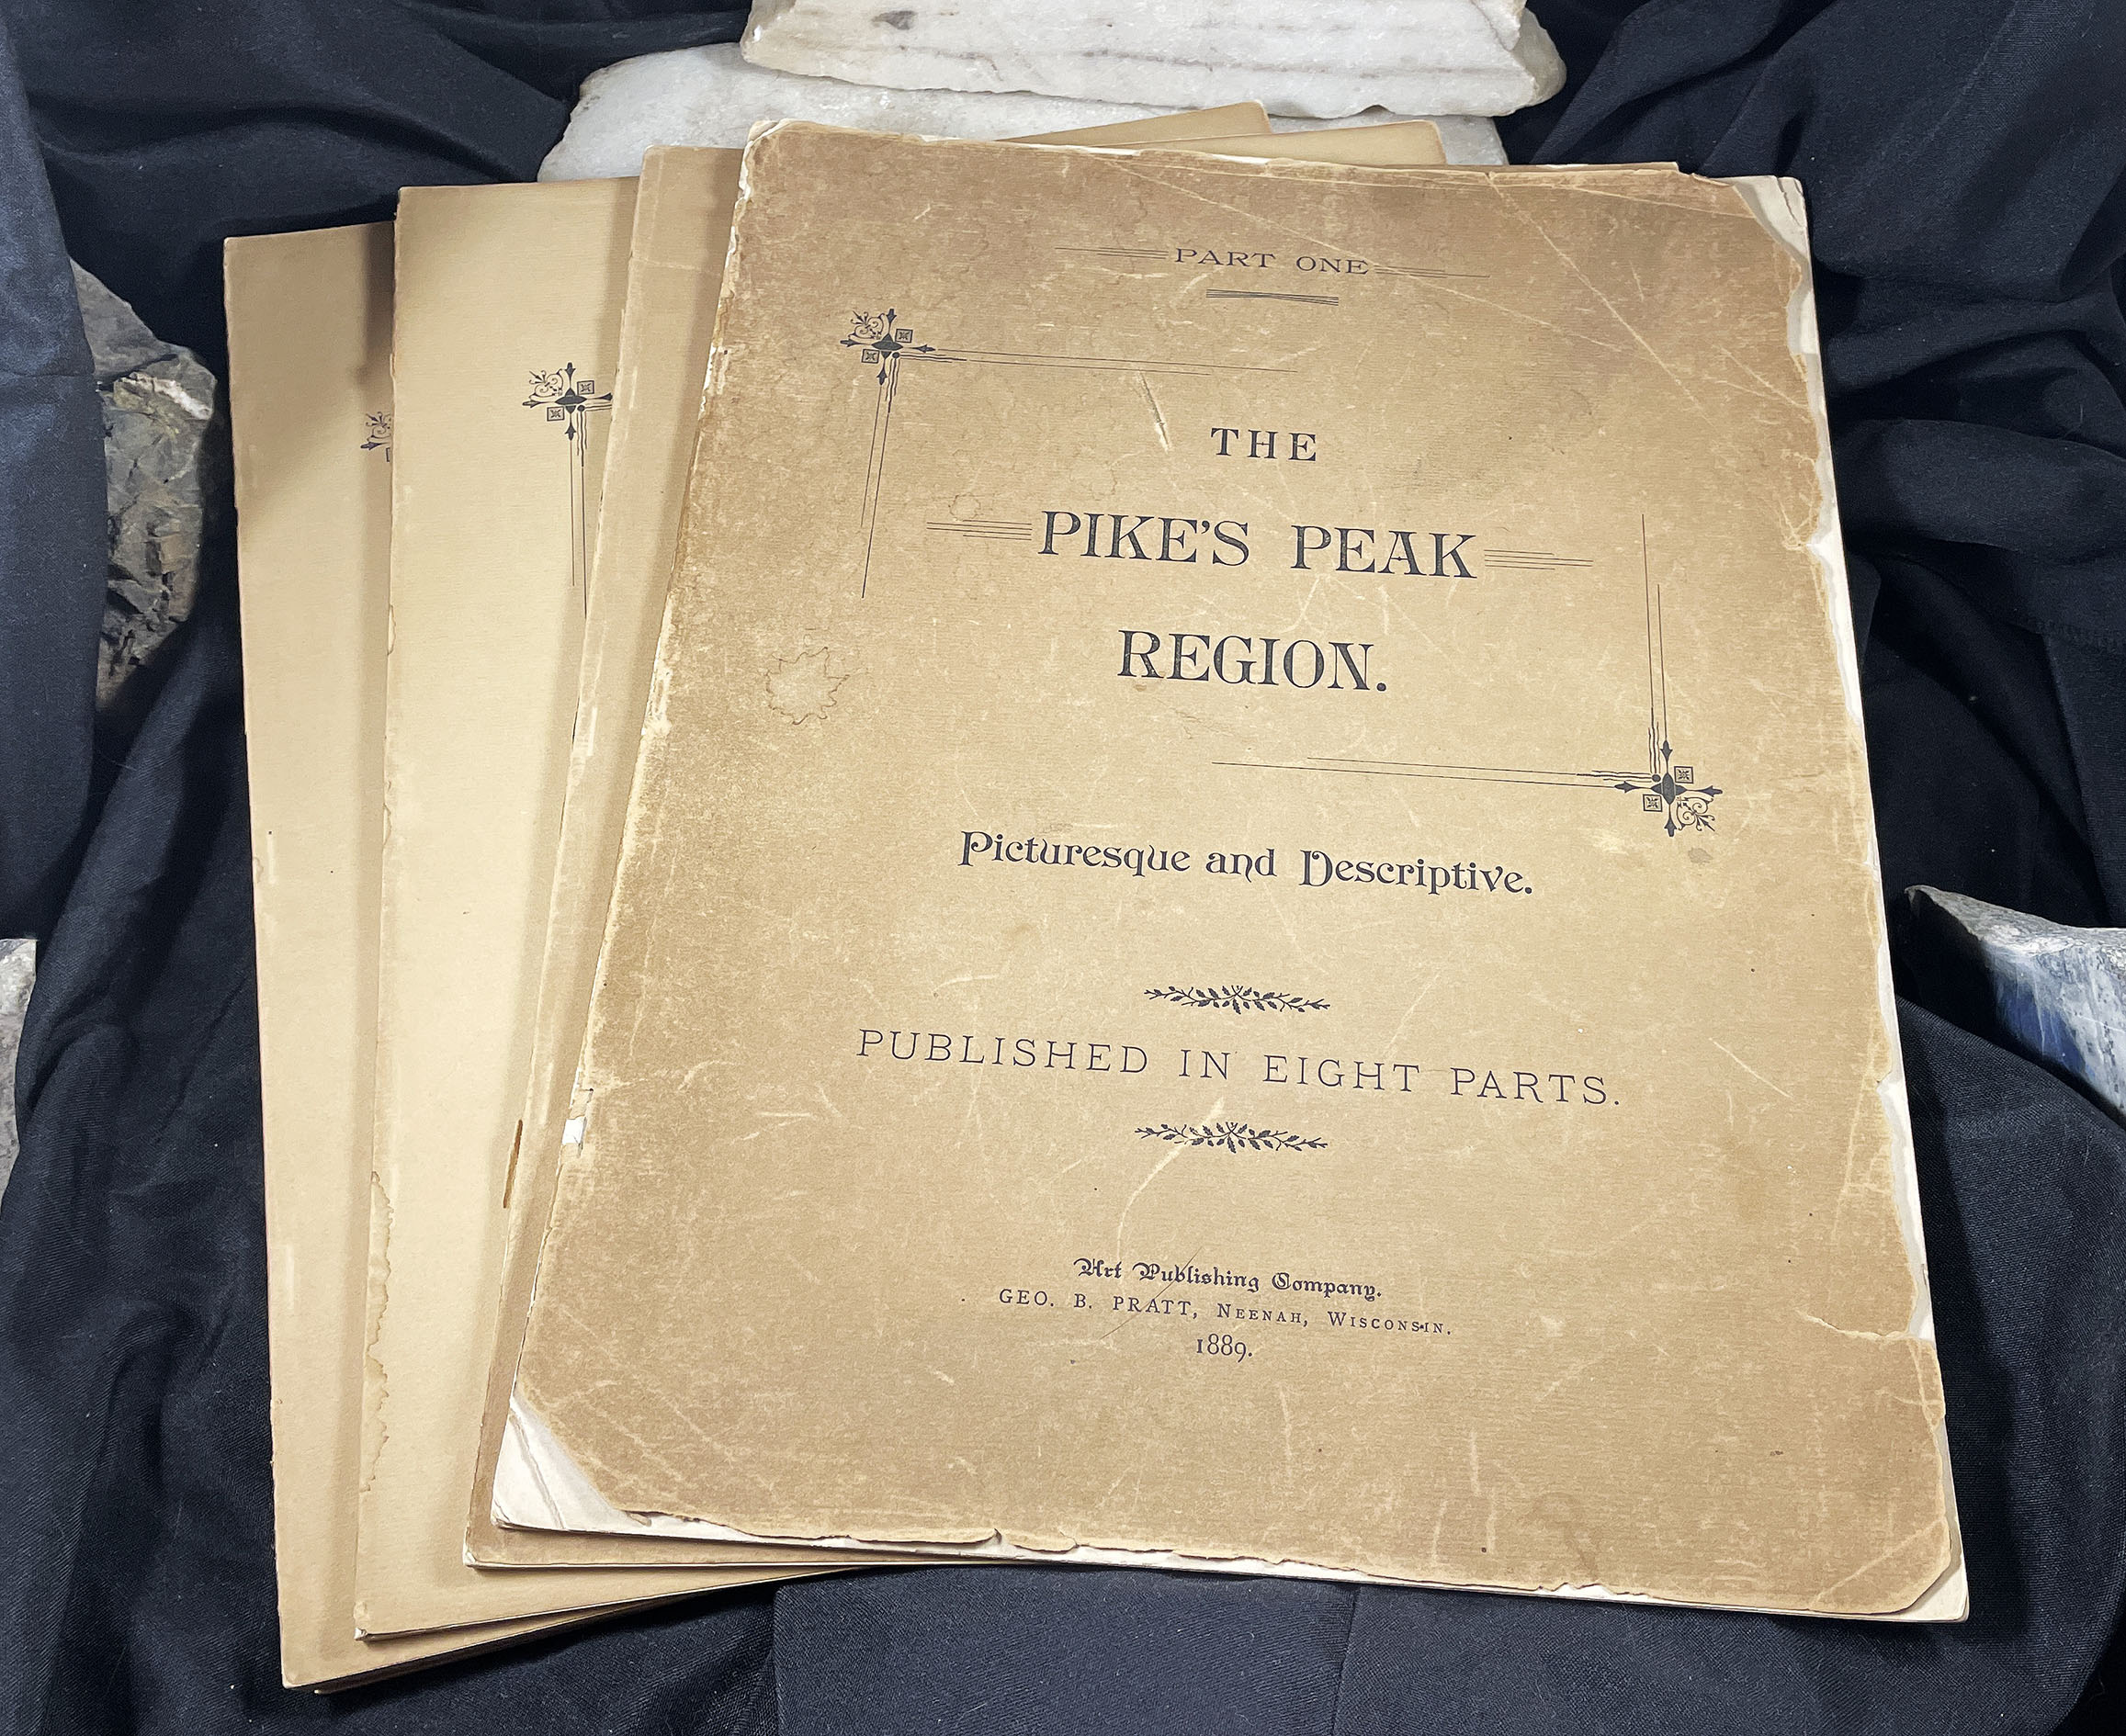 PART ONE
THE
PIKE'S PEAK
REGION.
Picturesque and Descriptive.
PUBLISHED IN EIGHT PARTS.
Art Publishing Company.
GEO. B. PRATT, NEENAH, WISCONSIN.
1889.